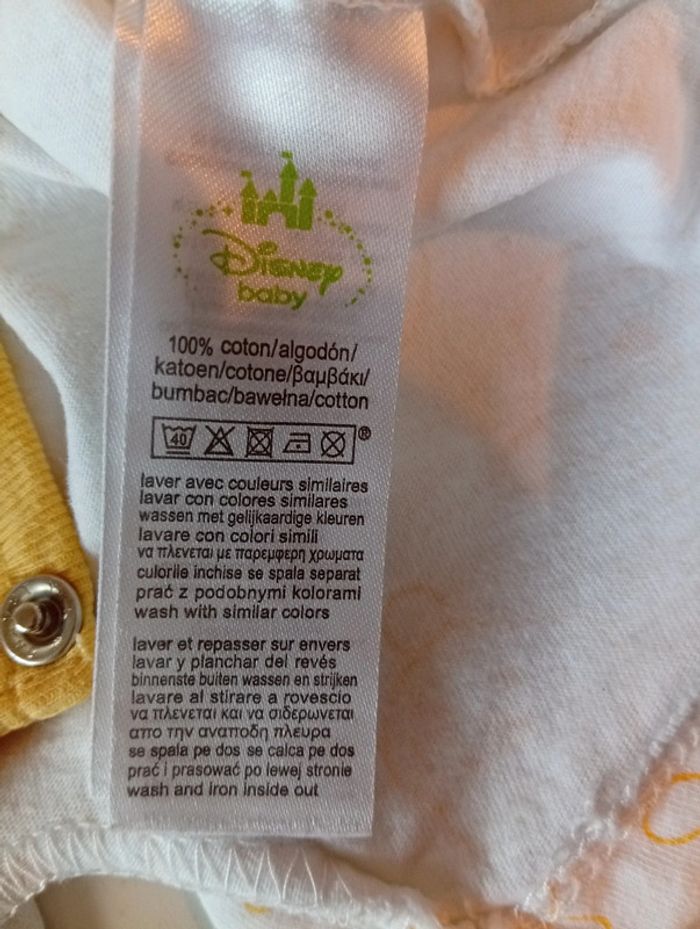 Disney
baby
100% coton/algodón/
katoen/cotone/βαμβάκι/
bumbac/bawełna/cotton
40
®
laver avec couleurs similaires
lavar con colores similares
wassen met gelijkaardige kleuren
lavare con colori simili
να πλενεται με παρεμφερη χρωματα
culorile inchise se spala separat
prać z podobnymi kolorami
wash with similar colors
laver et repasser sur envers
lavar y planchar del revés
binnenste buiten wassen en strijken
lavare al stirare a rovescio
να πλενεται και να σιδερωνεται
απο την αναποδη πλευρα
se spala pe dos se calca pe dos
prać i prasować po lewej stronie
wash and iron inside out